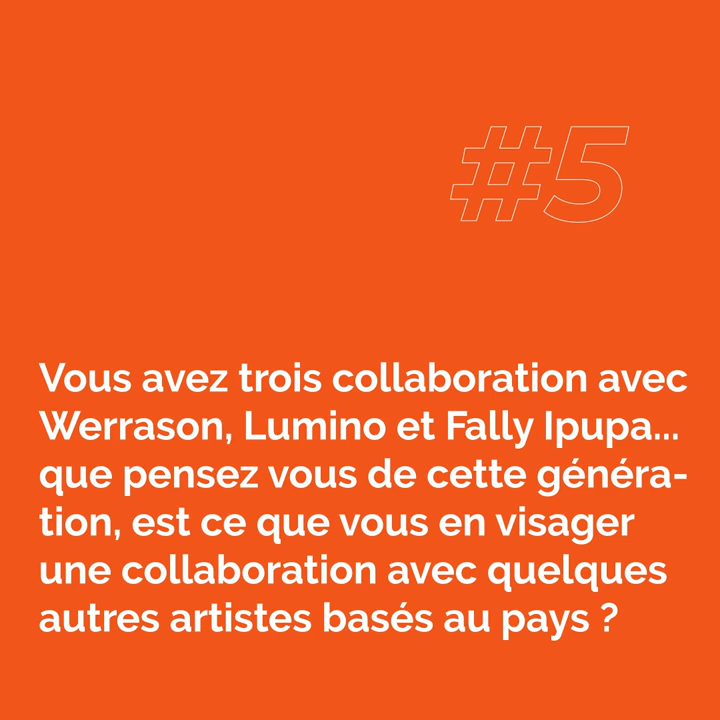 #5
Vous avez trois collaboration avec
Werrason, Lumino et Fally Ipupa...
que pensez vous de cette généra-
tion, est ce que vous en visager
une collaboration avec quelques
autres artistes basés au pays ?